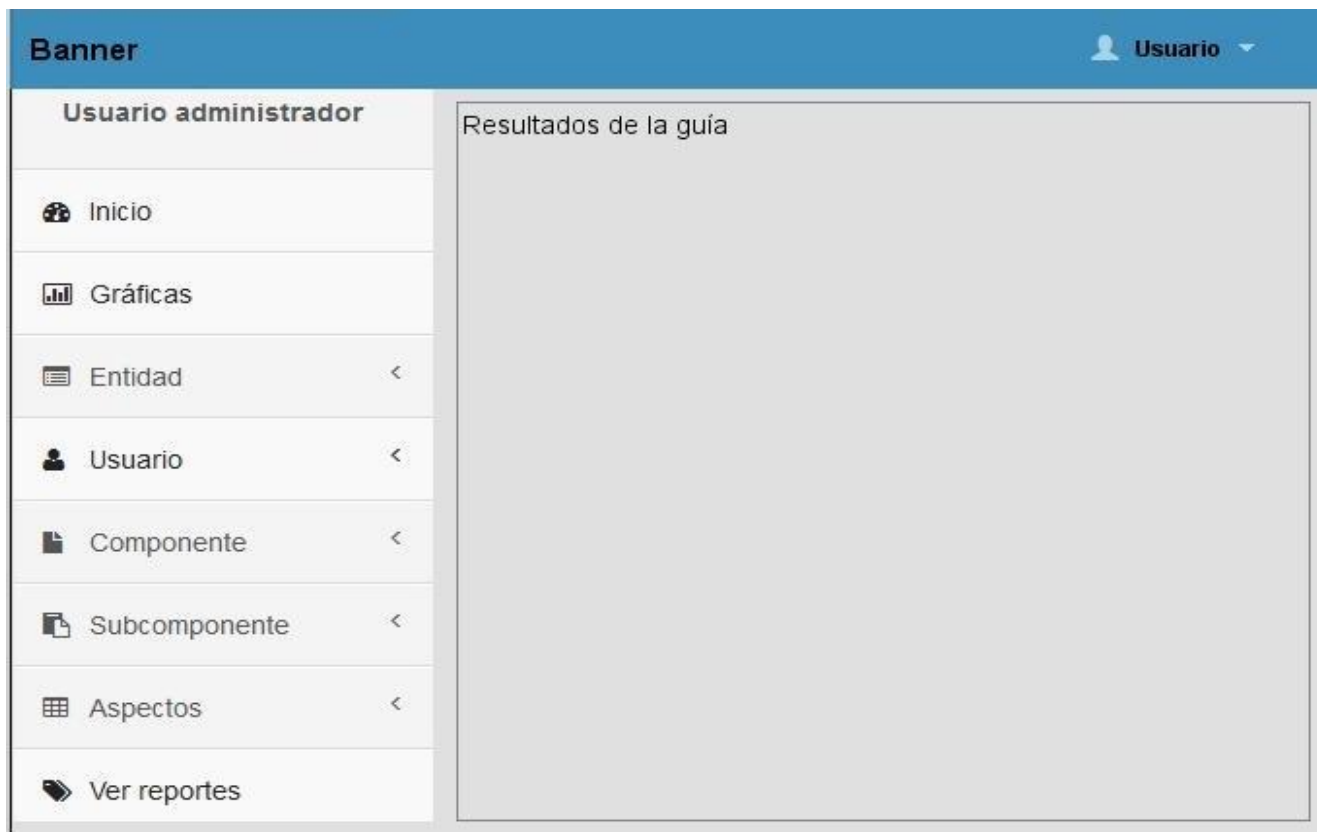 Banner
Usuario
Usuario administrador
Inicio
Gráficas
Entidad
Usuario
Componente
Subcomponente
Aspectos
Ver reportes
Resultados de la guía